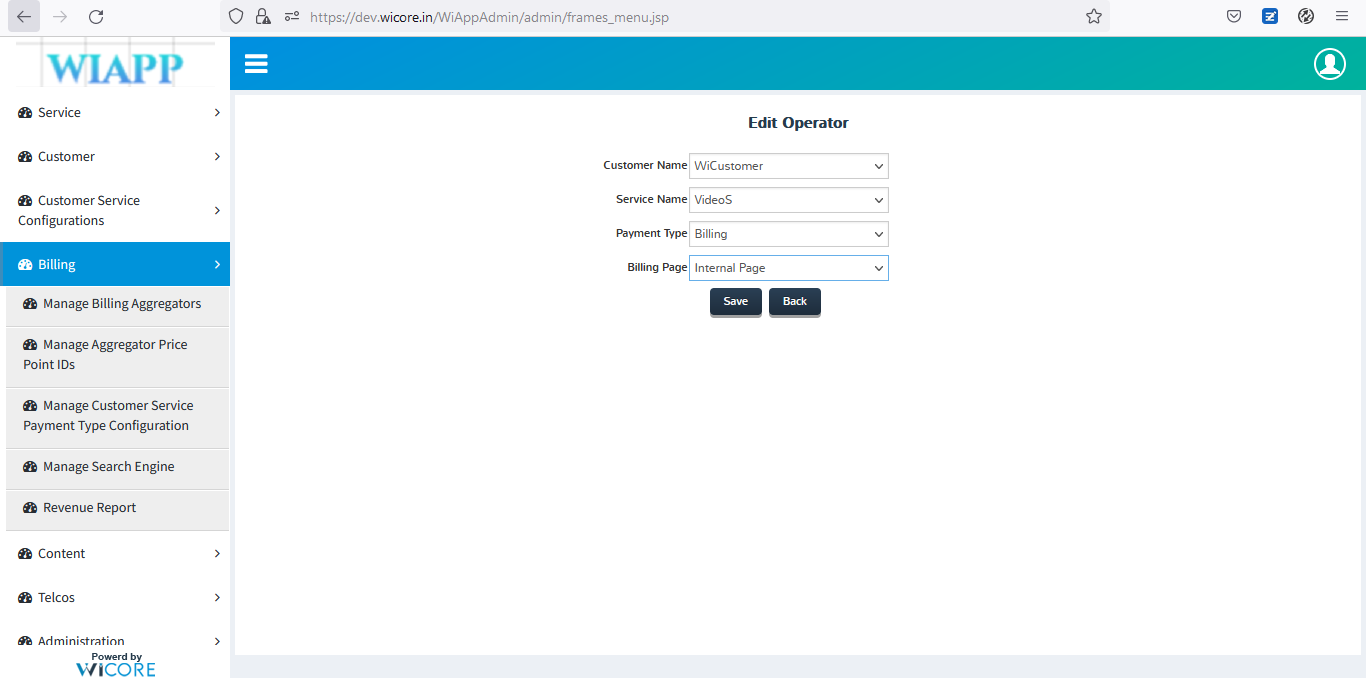 https://dev.wicore.in/WiAppAdmin/admin/frames_menu.jsp
WIAPP
Service
Customer
Customer Service
Configurations
Billing
Manage Billing Aggregators
Manage Aggregator Price
Point IDs
Manage Customer Service
Payment Type Configuration
Manage Search Engine
Revenue Report
Content
Telcos
Administration
Powerd by
WiCORE
Edit Operator
Customer Name WiCustomer
Service Name VideoS
Payment Type Billing
Billing Page Internal Page
Save Back